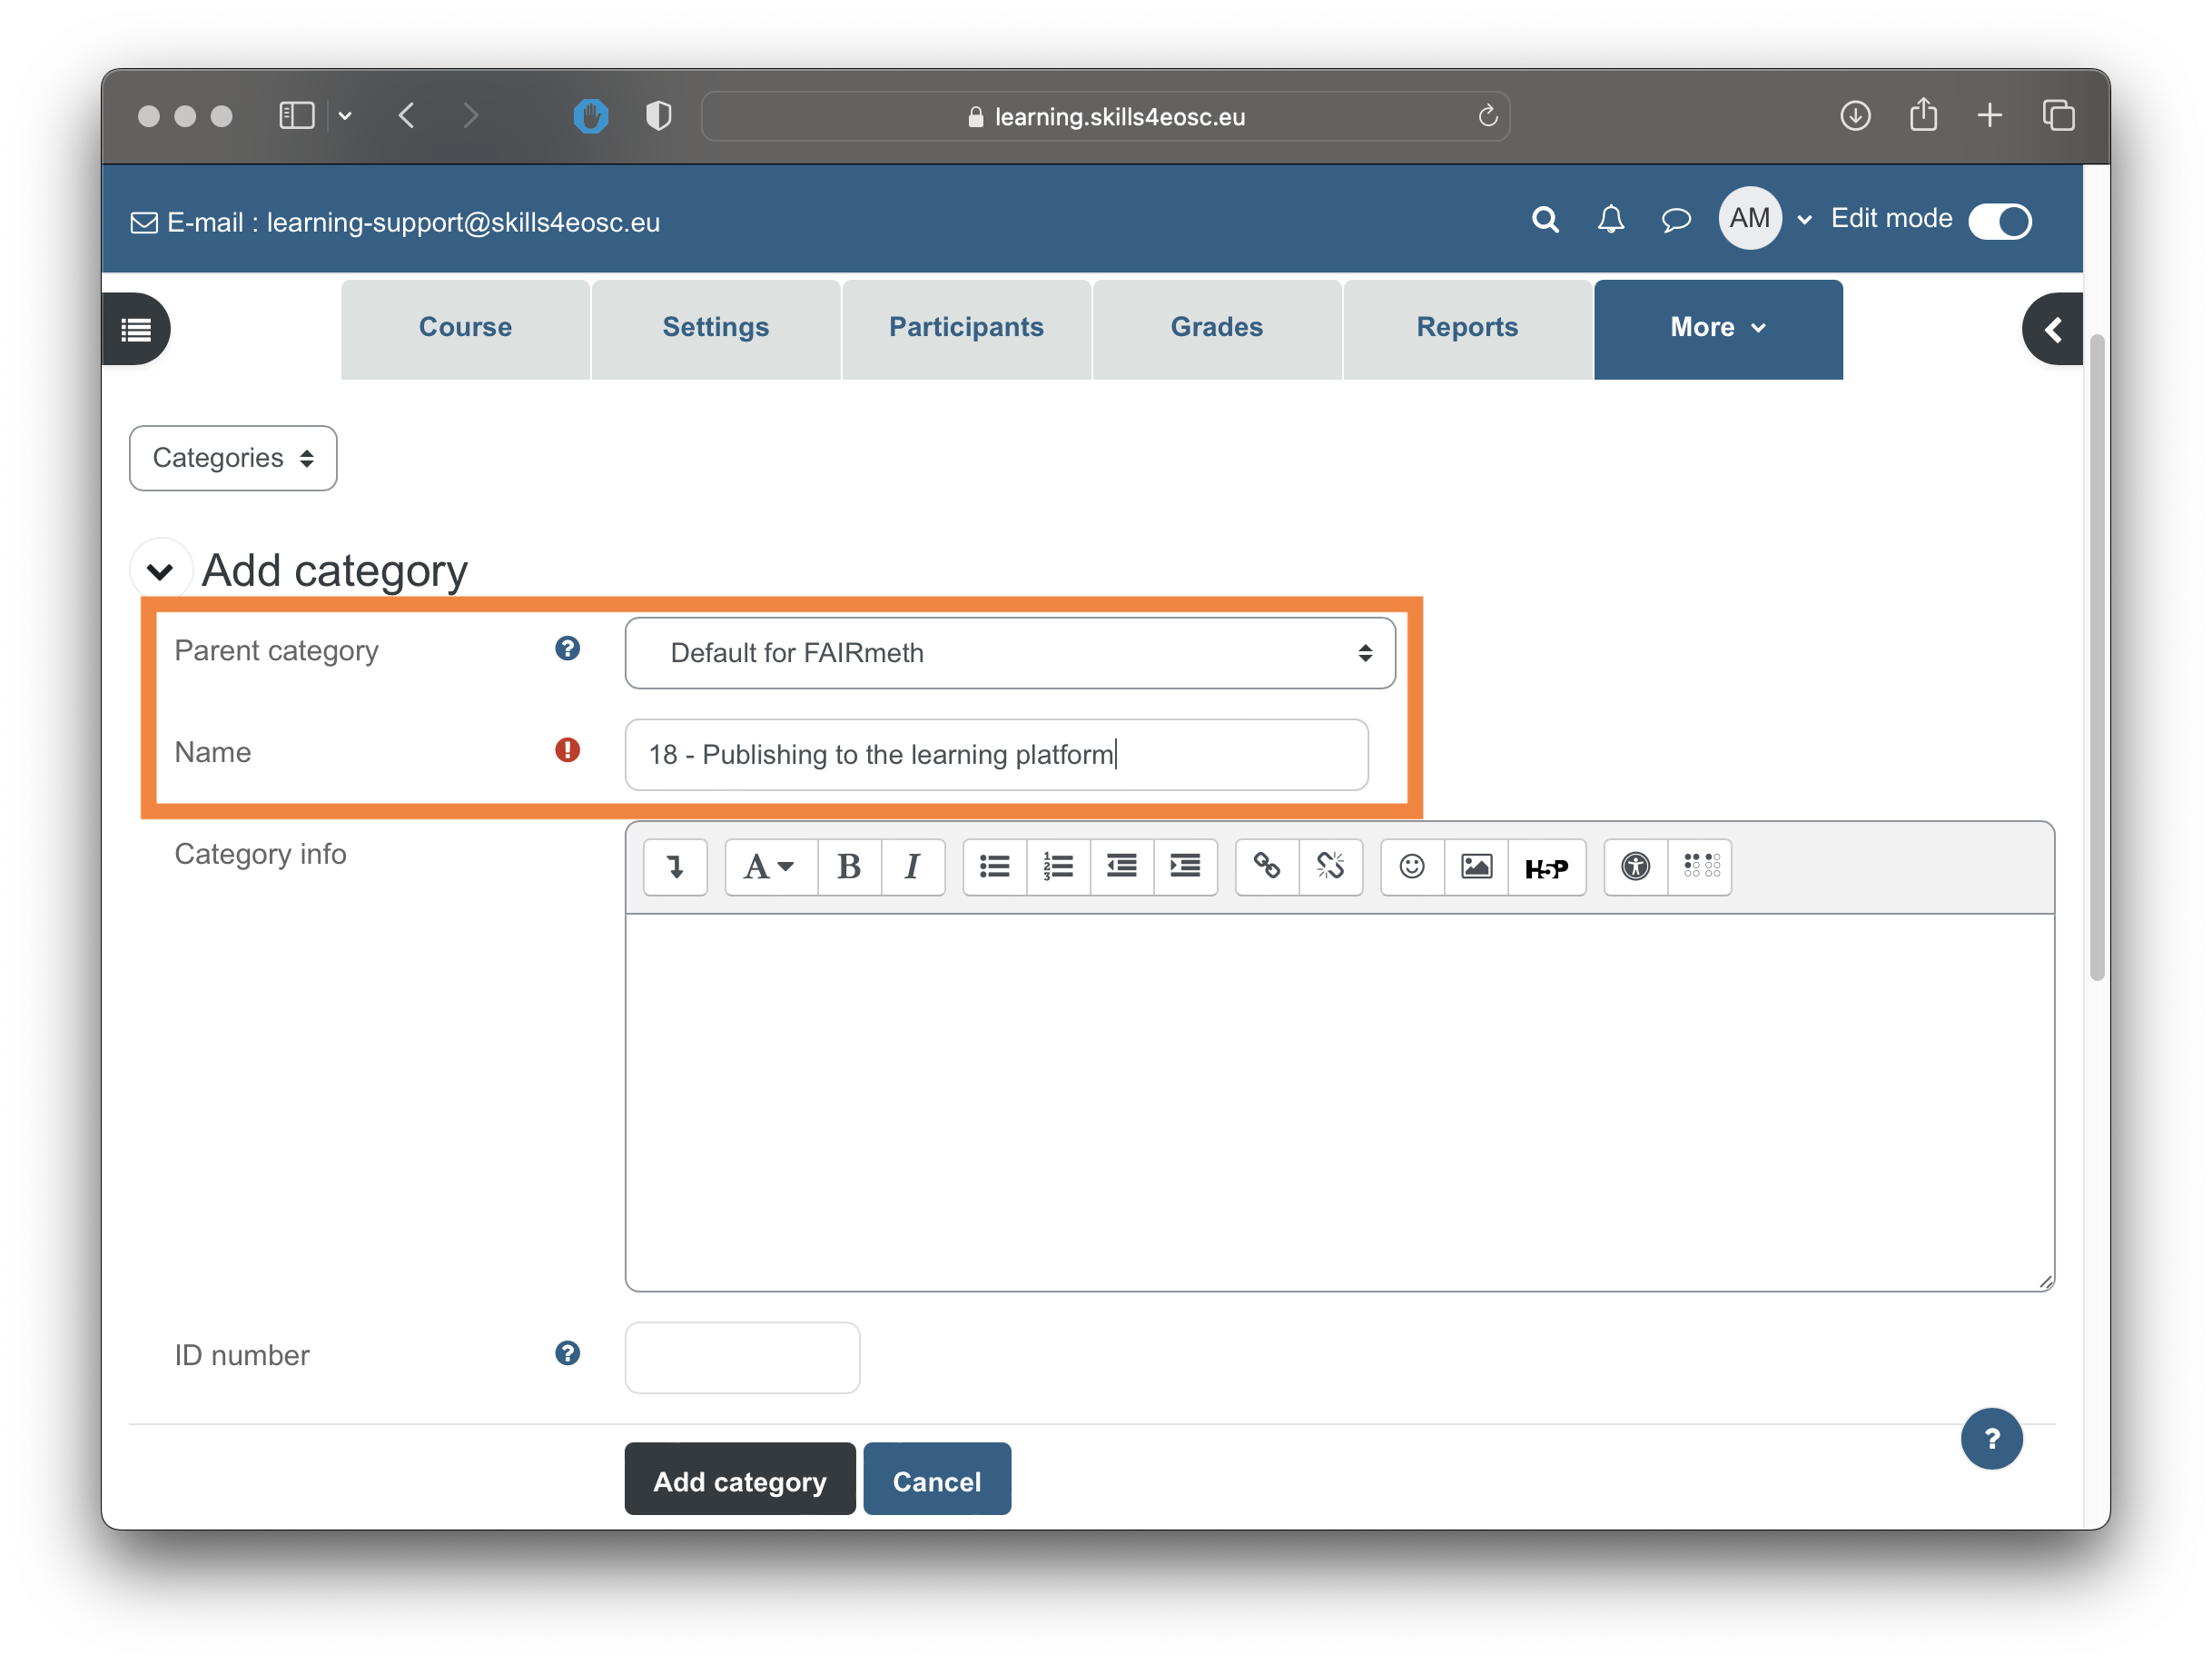 learning.skills4eosc.eu
E-mail : learning-support@skills4eosc.eu
AM
Edit mode
Course
Settings
Participants
Grades
Reports
More
Categories
Add category
Parent category
?
Default for FAIRmeth
Name
!
18 - Publishing to the learning platform
Category info
A
B
I
H5P
ID number
?
?
Add category
Cancel